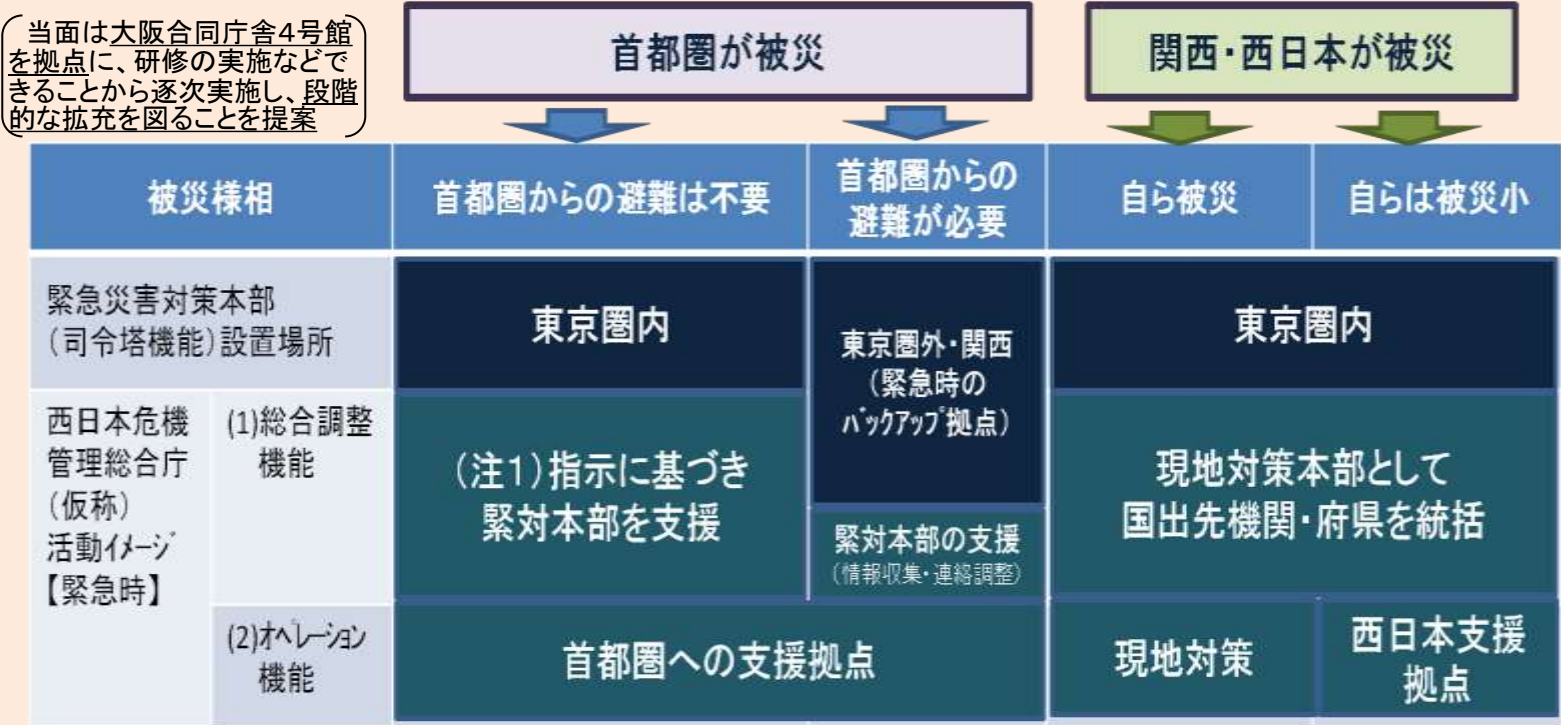 当面は大阪合同庁舎4号館
を拠点に、研修の実施などで
きることから逐次実施し、段階
的な拡充を図ることを提案
首都圏が被災
関西・西日本が被災
被災様相
首都圏からの避難は不要
首都圏からの
避難が必要
自ら被災
自らは被災小
緊急災害対策本部
(司令塔機能)設置場所
東京圏内
東京圏外・関西
(緊急時の
バックアップ拠点)
東京圏内
西日本危機
管理総合庁
(仮称)
活動イメージ
【緊急時】
(1)総合調整
機能
(注1)指示に基づき
緊対本部を支援
緊対本部の支援
(情報収集・連絡調整)
現地対策本部として
国出先機関・府県を統括
(2)オペレーション
機能
首都圏への支援拠点
現地対策
西日本支援
拠点